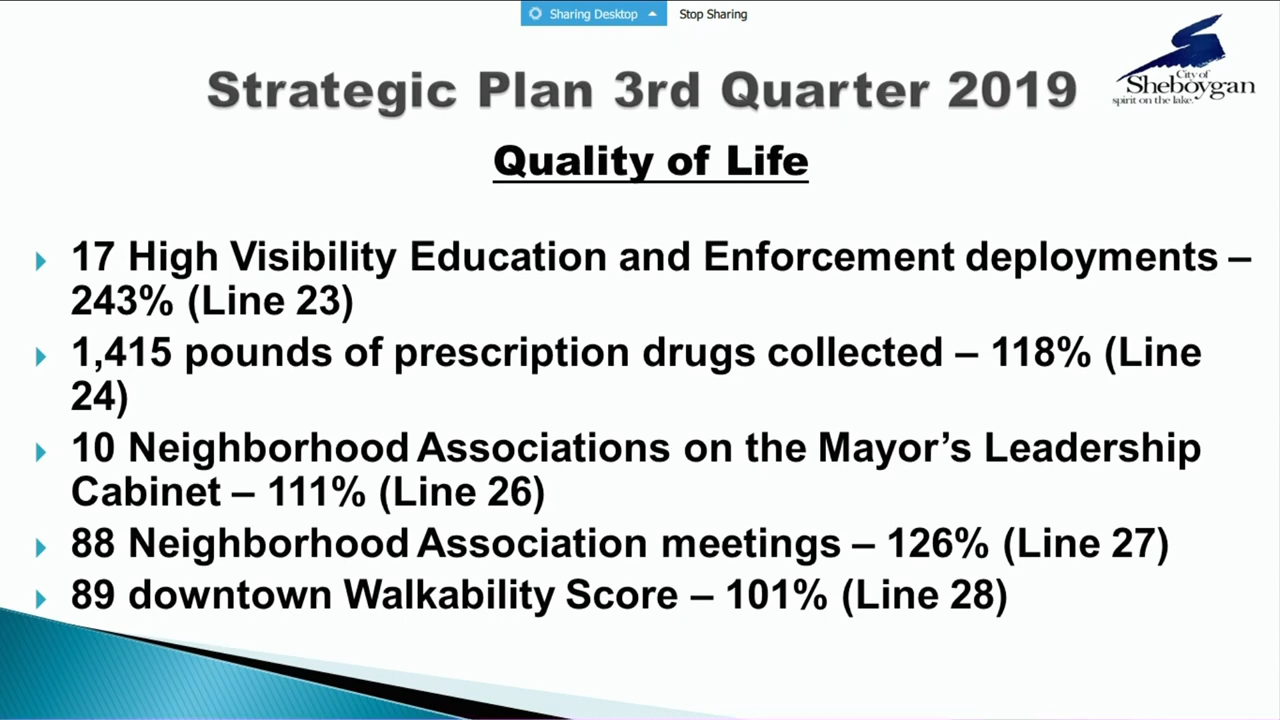 Sharing Desktop Stop Sharing
Strategic Plan 3rd Quarter 2019
City of
Sheboygan
spirit on the lake.
Quality of Life
17 High Visibility Education and Enforcement deployments –
243% (Line 23)
1,415 pounds of prescription drugs collected – 118% (Line
24)
10 Neighborhood Associations on the Mayor’s Leadership
Cabinet – 111% (Line 26)
88 Neighborhood Association meetings – 126% (Line 27)
89 downtown Walkability Score – 101% (Line 28)